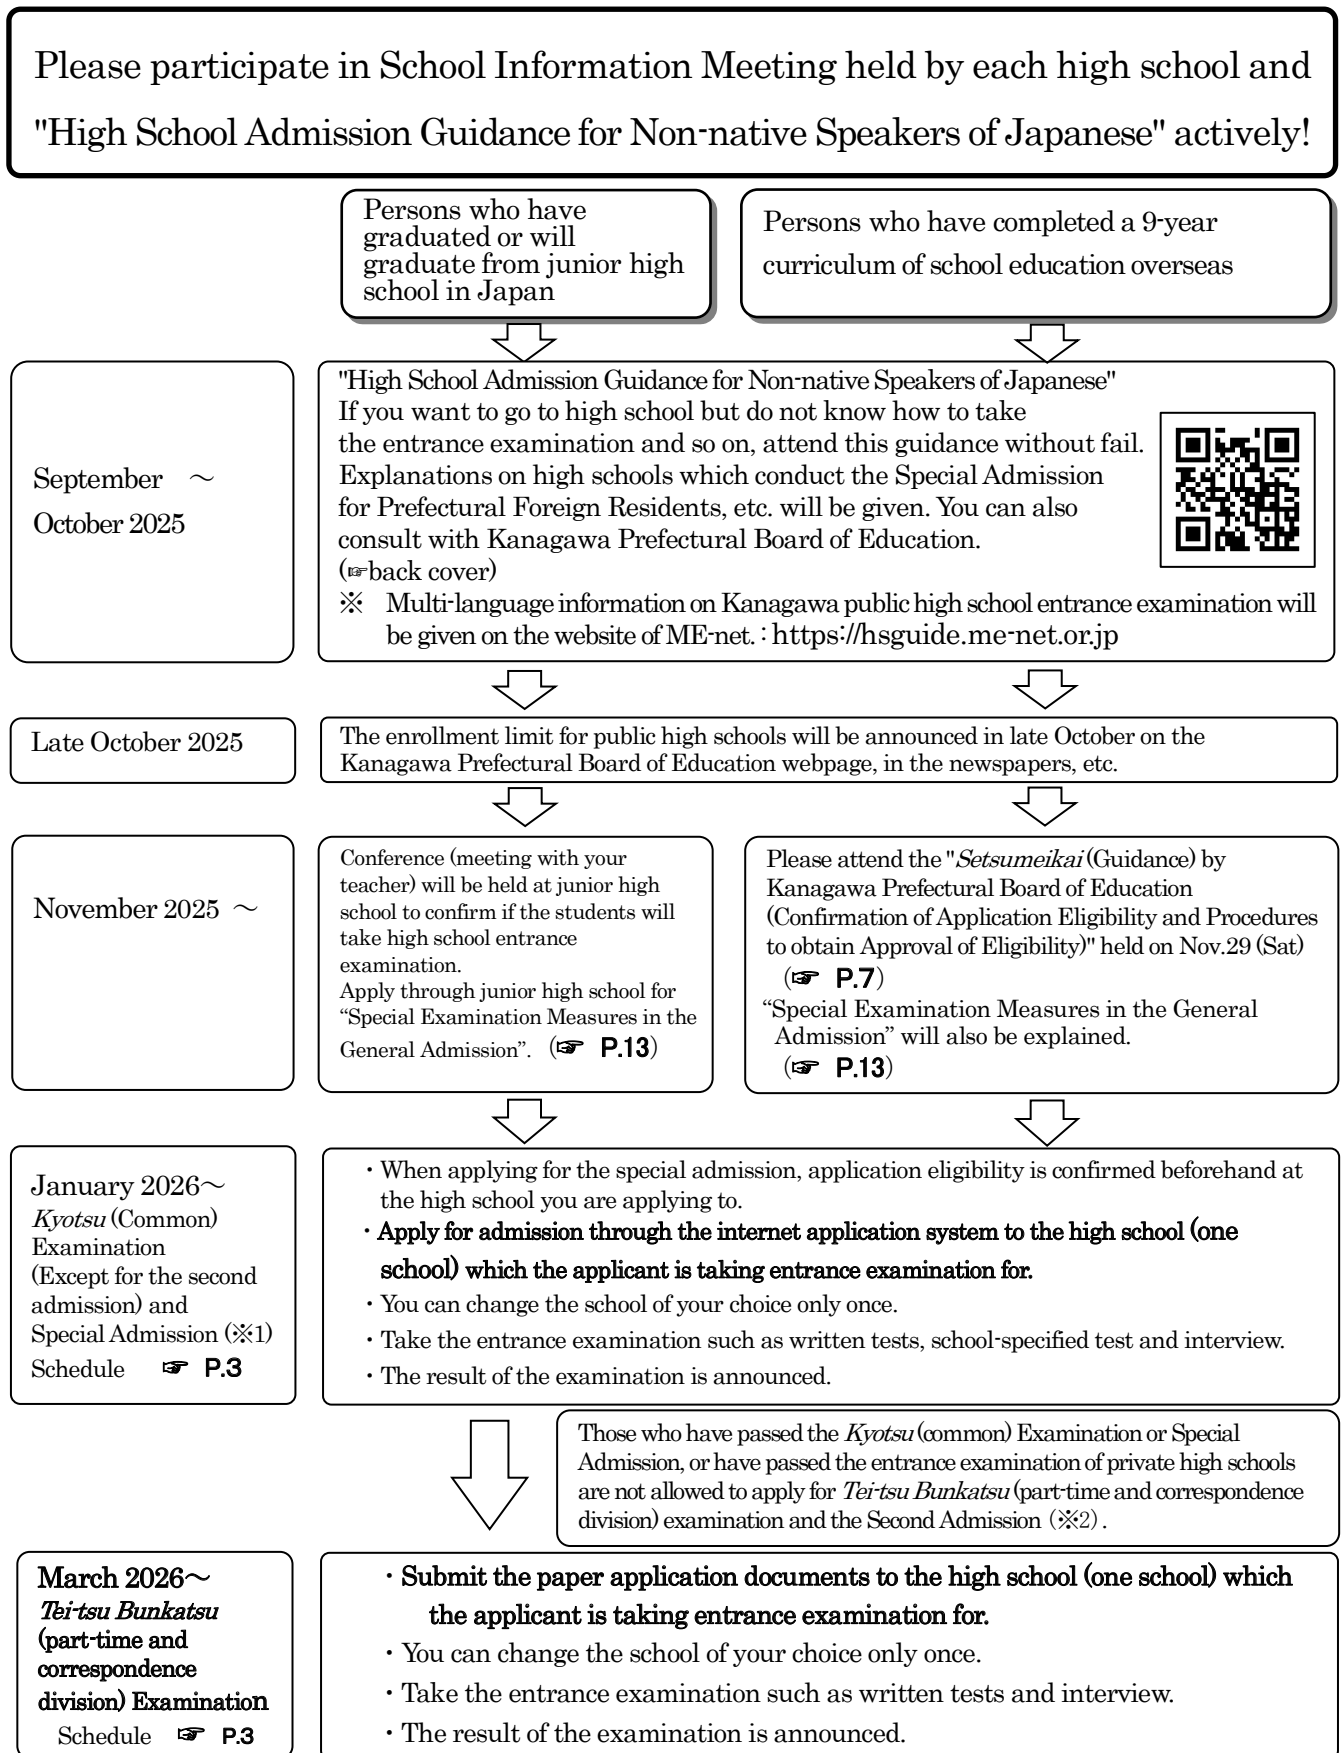 Please participate in School Information Meeting held by each high school and
"High School Admission Guidance for Non-native Speakers of Japanese" actively!
Persons who have
graduated or will
graduate from junior high
school in Japan
Persons who have completed a 9-year
curriculum of school education overseas
September ～
October 2025
"High School Admission Guidance for Non-native Speakers of Japanese"
If you want to go to high school but do not know how to take
the entrance examination and so on, attend this guidance without fail.
Explanations on high schools which conduct the Special Admission
for Prefectural Foreign Residents, etc. will be given. You can also
consult with Kanagawa Prefectural Board of Education.
(☞back cover)
※ Multi-language information on Kanagawa public high school entrance examination will
be given on the website of ME-net. : https://hsguide.me-net.or.jp
Late October 2025
The enrollment limit for public high schools will be announced in late October on the
Kanagawa Prefectural Board of Education webpage, in the newspapers, etc.
November 2025 ～
Conference (meeting with your
teacher) will be held at junior high
school to confirm if the students will
take high school entrance
examination.
Apply through junior high school for
“Special Examination Measures in the
General Admission”. (☞ P.13)
Please attend the "Setsumeikai (Guidance) by
Kanagawa Prefectural Board of Education
(Confirmation of Application Eligibility and Procedures
to obtain Approval of Eligibility)" held on Nov.29 (Sat)
(☞ P.7)
“Special Examination Measures in the General
Admission” will also be explained.
(☞ P.13)
January 2026～
Kyotsu (Common)
Examination
(Except for the second
admission) and
Special Admission (※1)
Schedule ☞ P.3
・When applying for the special admission, application eligibility is confirmed beforehand at
the high school you are applying to.
・Apply for admission through the internet application system to the high school (one
school) which the applicant is taking entrance examination for.
・You can change the school of your choice only once.
・Take the entrance examination such as written tests, school-specified test and interview.
・The result of the examination is announced.
Those who have passed the Kyotsu (common) Examination or Special
Admission, or have passed the entrance examination of private high schools
are not allowed to apply for Tei-tsu Bunkatsu (part-time and correspondence
division) examination and the Second Admission (※2) .
March 2026～
Tei-tsu Bunkatsu
(part-time and
correspondence
division) Examination
Schedule ☞ P.3
・Submit the paper application documents to the high school (one school) which
the applicant is taking entrance examination for.
・You can change the school of your choice only once.
・Take the entrance examination such as written tests and interview.
・The result of the examination is announced.